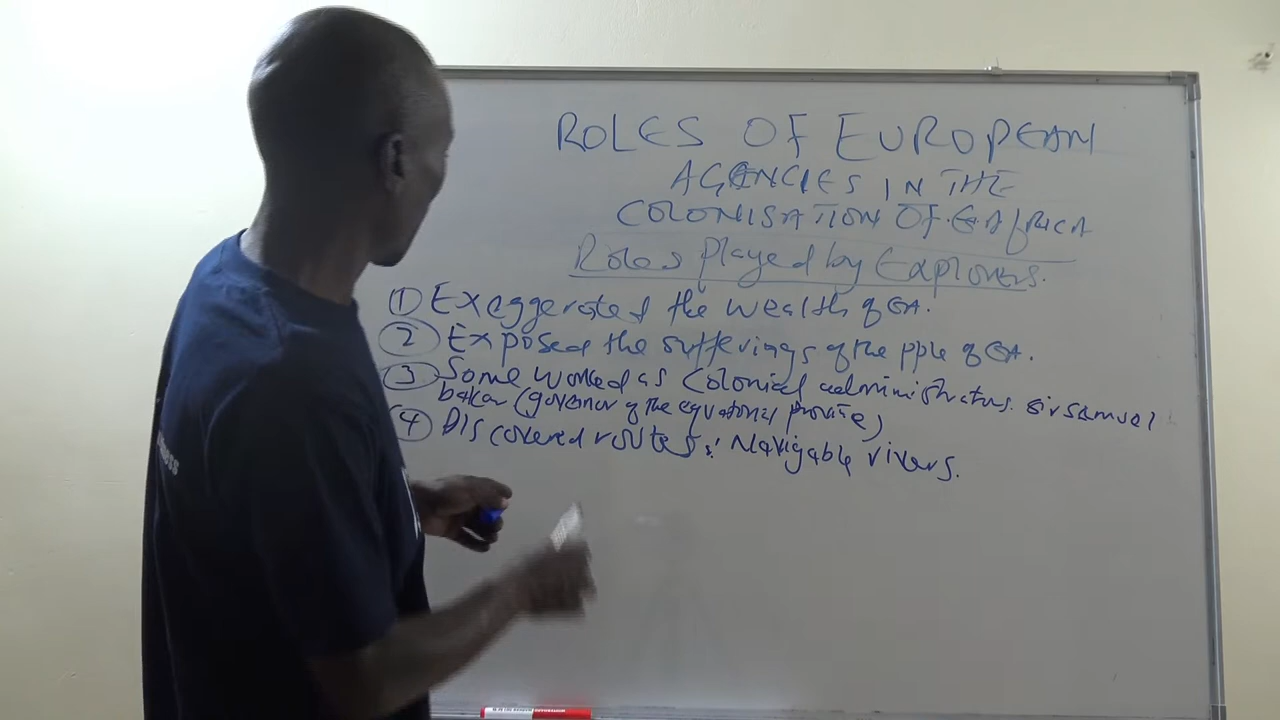 ROLES OF EUROPEAN
AGENCIES IN THE
COLONISATION OF E.AfRICA
Roles played by Explorers.
① Exaggerated the wealth of EA.
② Exposed the sufferings of the pple of EA.
③ Some worked as Colonial administrators. sir samuel
baker (governor of the equatorial province)
④ Discovered routes & Navigable rivers.